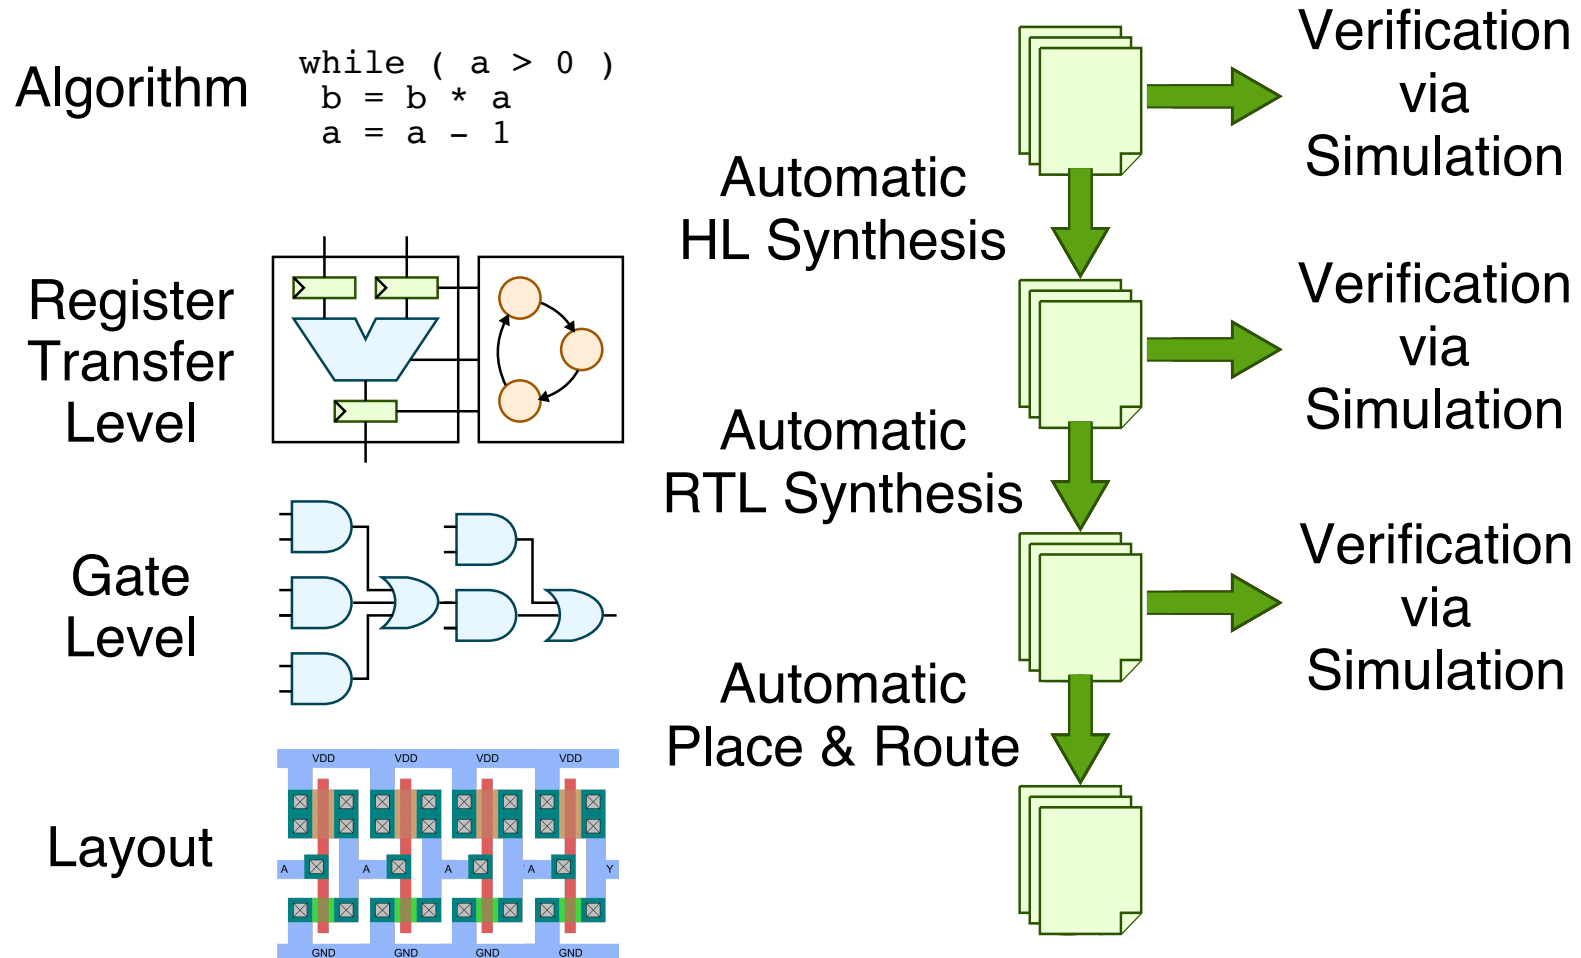 Algorithm
while ( a > 0 )
b = b * a
a = a - 1
Verification
via
Simulation
Automatic
HL Synthesis
Register
Transfer
Level
Verification
via
Simulation
Automatic
RTL Synthesis
Gate
Level
Verification
via
Simulation
Automatic
Place & Route
Layout
VDD VDD VDD VDD
A A A A Y
GND GND GND GND